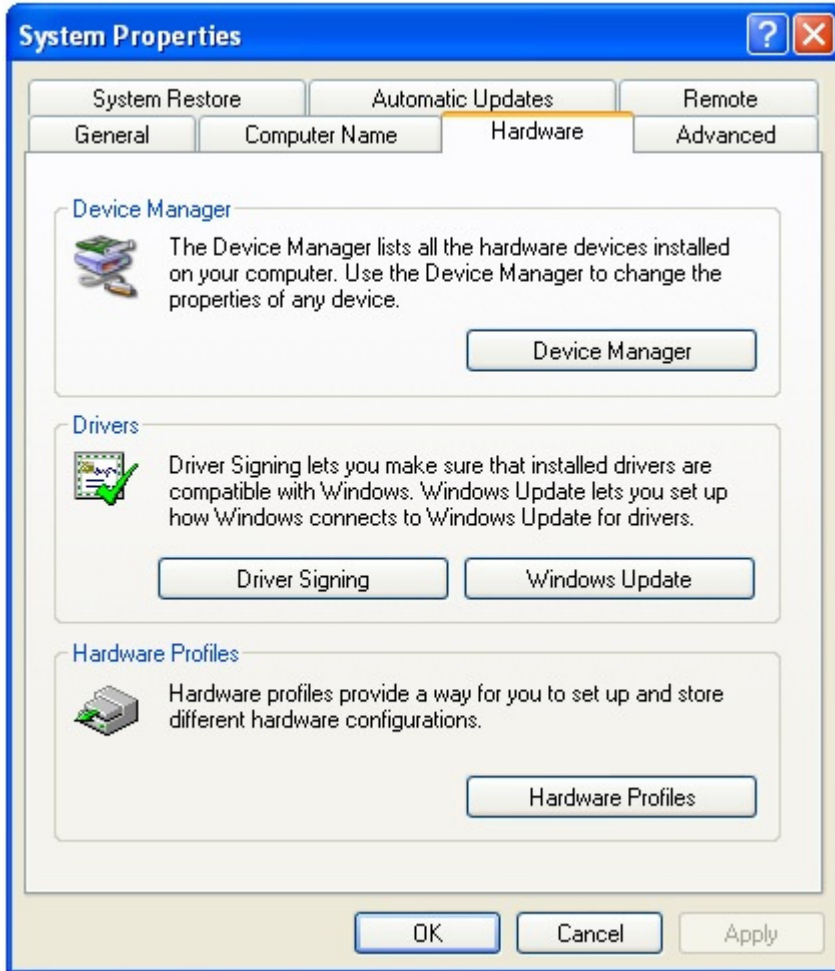 System Properties
System Restore
Automatic Updates
Remote
General
Computer Name
Hardware
Advanced
Device Manager
The Device Manager lists all the hardware devices installed
on your computer. Use the Device Manager to change the
properties of any device.
Device Manager
Drivers
Driver Signing lets you make sure that installed drivers are
compatible with Windows. Windows Update lets you set up
how Windows connects to Windows Update for drivers.
Driver Signing
Windows Update
Hardware Profiles
Hardware profiles provide a way for you to set up and store
different hardware configurations.
Hardware Profiles
OK
Cancel
Apply